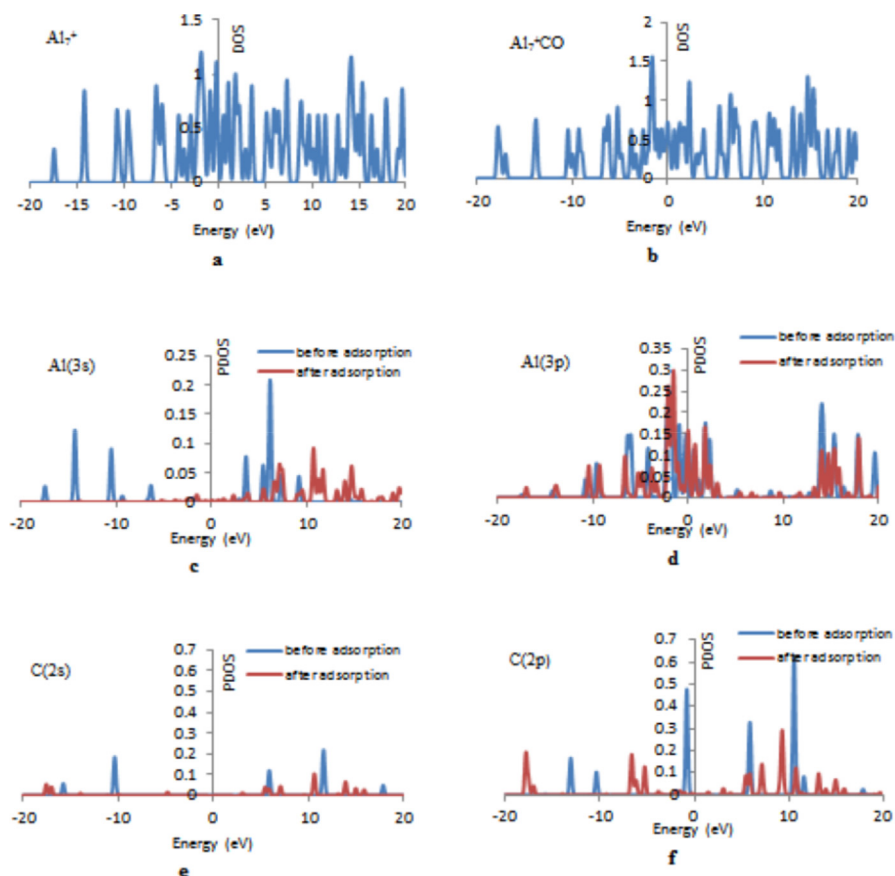 Al₇⁺
DOS
1.5
1
0.5
0
-20 -15 -10 -5 0 5 10 15 20
Energy (eV)
a
Al₇⁺CO
DOS
2
1.5
1
0.5
0
-20 -10 0 10 20
Energy (eV)
b
Al(3s)
PDOS
before adsorption
after adsorption
0.25
0.2
0.15
0.1
0.05
0
-20 -10 0 10 20
Energy (eV)
c
Al(3p)
PDOS
before adsorption
after adsorption
0.35
0.3
0.25
0.2
0.15
0.1
0.05
0
-20 -10 0 10 20
Energy (eV)
d
C(2s)
PDOS
before adsorption
after adsorption
0.7
0.6
0.5
0.4
0.3
0.2
0.1
0
-20 -10 0 10 20
Energy (eV)
e
C(2p)
PDOS
before adsorption
after adsorption
0.7
0.6
0.5
0.4
0.3
0.2
0.1
0
-20 -10 0 10 20
Energy (eV)
f